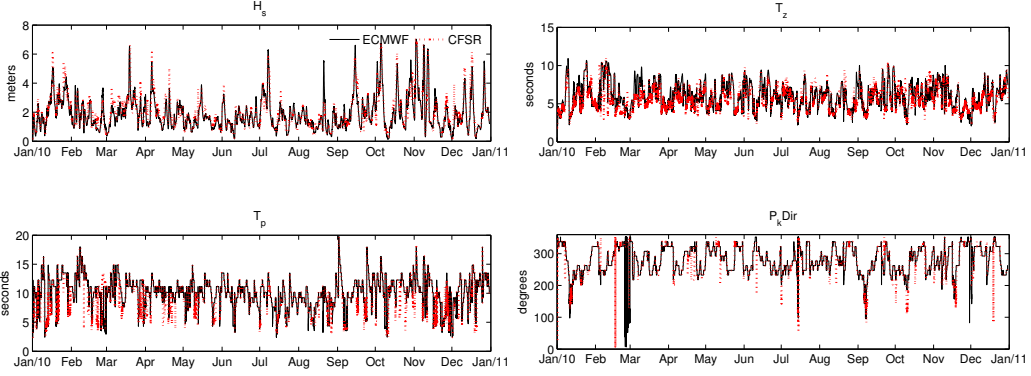 H_s
8
6
4
2
0
meters
ECMWF CFSR
Jan/10 Feb Mar Apr May Jun Jul Aug Sep Oct Nov Dec Jan/11
T_z
15
10
5
0
seconds
Jan/10 Feb Mar Apr May Jun Jul Aug Sep Oct Nov Dec Jan/11
T_p
20
15
10
5
0
seconds
Jan/10 Feb Mar Apr May Jun Jul Aug Sep Oct Nov Dec Jan/11
P_kDir
300
200
100
0
degrees
Jan/10 Feb Mar Apr May Jun Jul Aug Sep Oct Nov Dec Jan/11